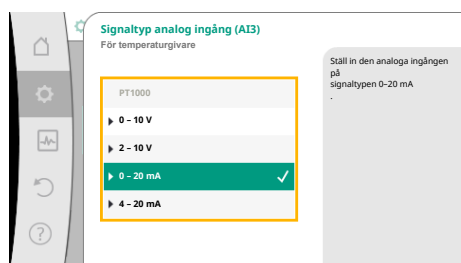 Signaltyp analog ingång (AI3)
För temperaturgivare
PT1000
0 – 10 V
2 – 10 V
0 – 20 mA
4 – 20 mA
Ställ in den analoga ingången
på
signaltypen 0–20 mA
.